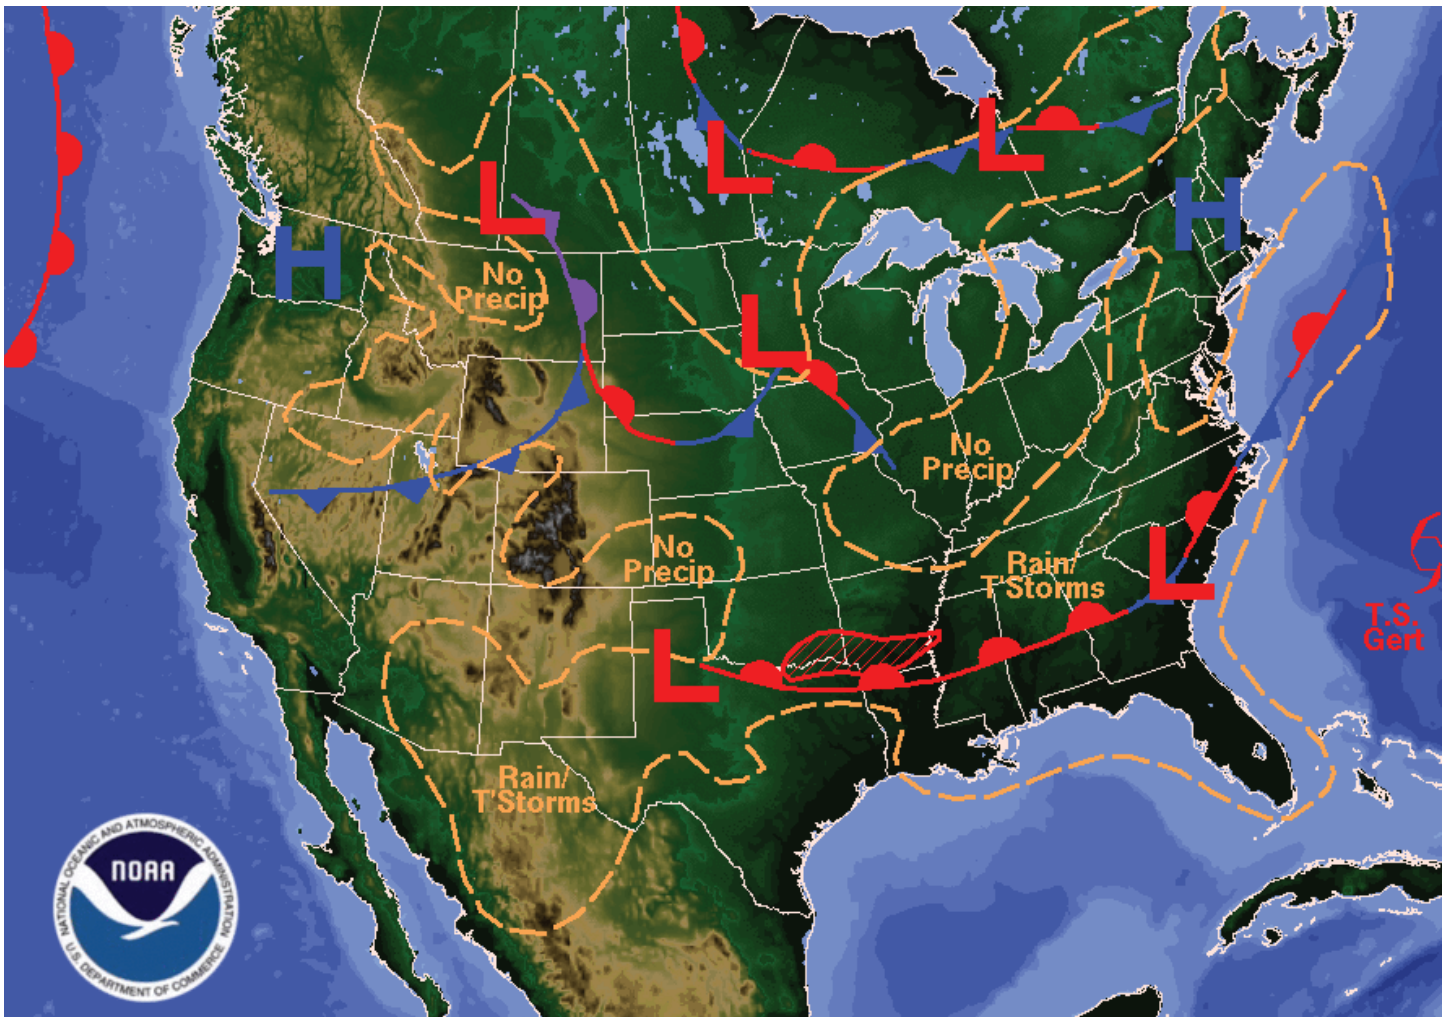 L
L
L
H
H
No
Precip
L
No
Precip
No
Precip
Rain/
T'Storms
L
T.S.
Gert
L
Rain/
T'Storms
NATIONAL OCEANIC AND ATMOSPHERIC ADMINISTRATION
NOAA
U.S. DEPARTMENT OF COMMERCE